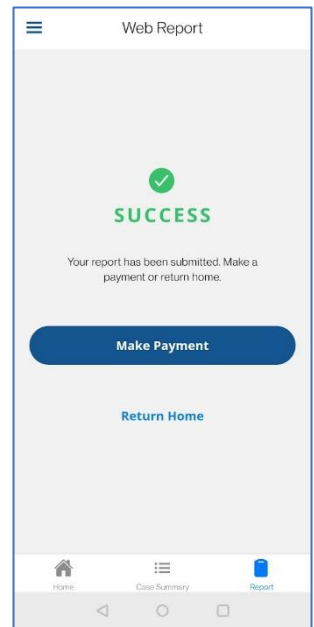 Web Report
SUCCESS
Your report has been submitted. Make a
payment or return home.
Make Payment
Return Home
Home Case Summary Report